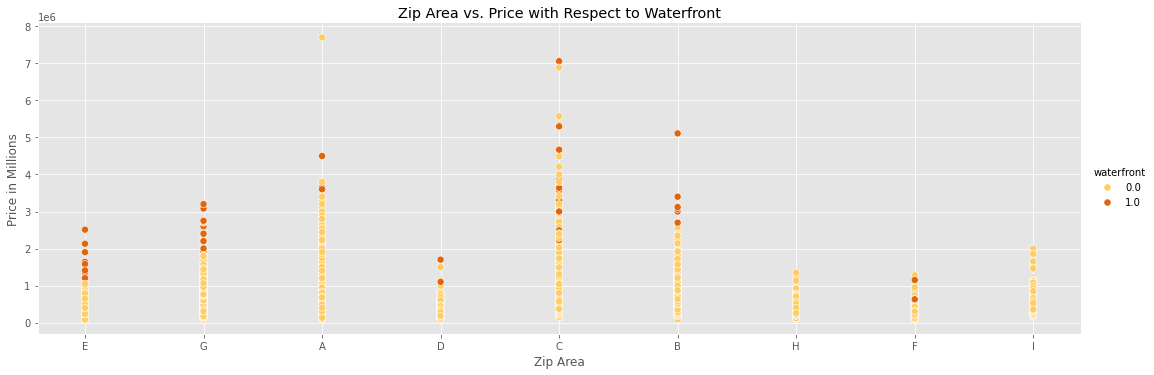 Zip Area vs. Price with Respect to Waterfront
1e6
8
7
6
5
4
3
2
1
0
Price in Millions
E G A D C B H F I
Zip Area
waterfront
0.0
1.0